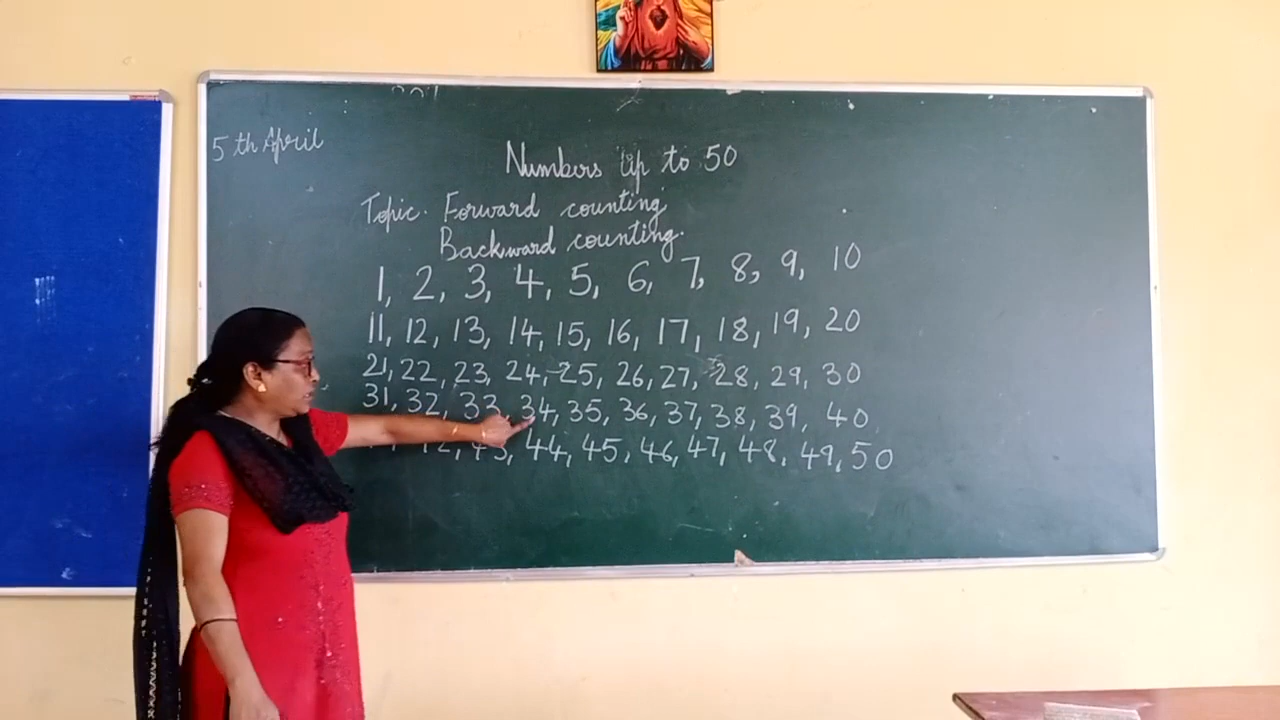 5 th April
Numbers Up to 50
Topic. Forward counting
Backward counting.
1, 2, 3, 4, 5, 6, 7, 8, 9, 10
11, 12, 13, 14, 15, 16, 17, 18, 19, 20
21, 22, 23, 24, 25, 26, 27, 28, 29, 30
31, 32, 33, 34, 35, 36, 37, 38, 39, 40
44, 45, 46, 47, 48, 49, 50